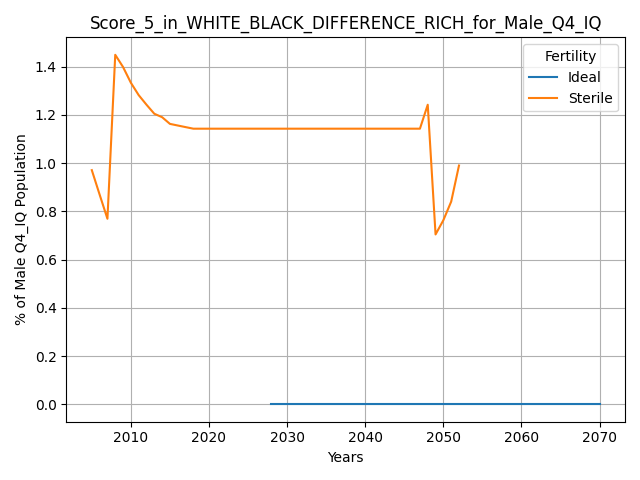 Score_5_in_WHITE_BLACK_DIFFERENCE_RICH_for_Male_Q4_IQ
Fertility
Ideal
Sterile
1.4
1.2
1.0
0.8
0.6
0.4
0.2
0.0
% of Male Q4_IQ Population
2010 2020 2030 2040 2050 2060 2070
Years